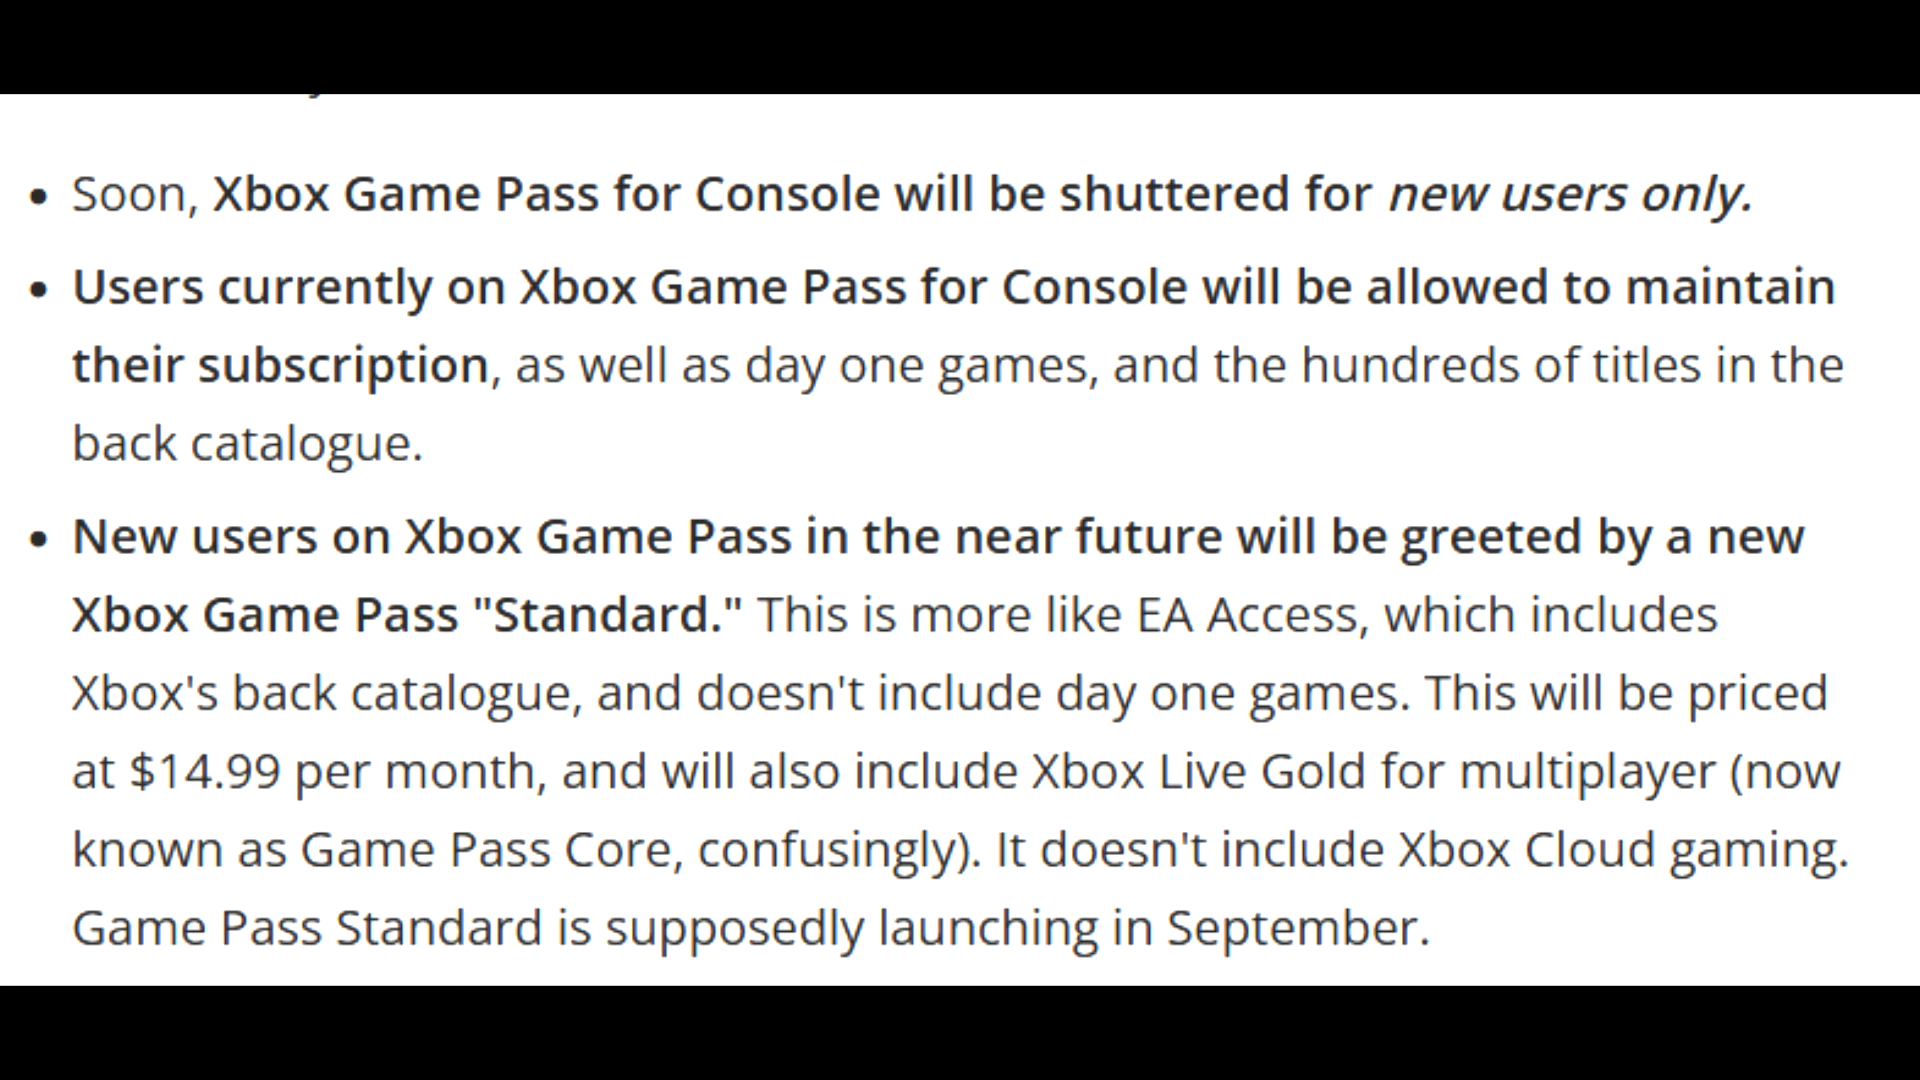 • Soon, Xbox Game Pass for Console will be shuttered for new users only.
• Users currently on Xbox Game Pass for Console will be allowed to maintain
their subscription, as well as day one games, and the hundreds of titles in the
back catalogue.
• New users on Xbox Game Pass in the near future will be greeted by a new
Xbox Game Pass "Standard." This is more like EA Access, which includes
Xbox's back catalogue, and doesn't include day one games. This will be priced
at $14.99 per month, and will also include Xbox Live Gold for multiplayer (now
known as Game Pass Core, confusingly). It doesn't include Xbox Cloud gaming.
Game Pass Standard is supposedly launching in September.